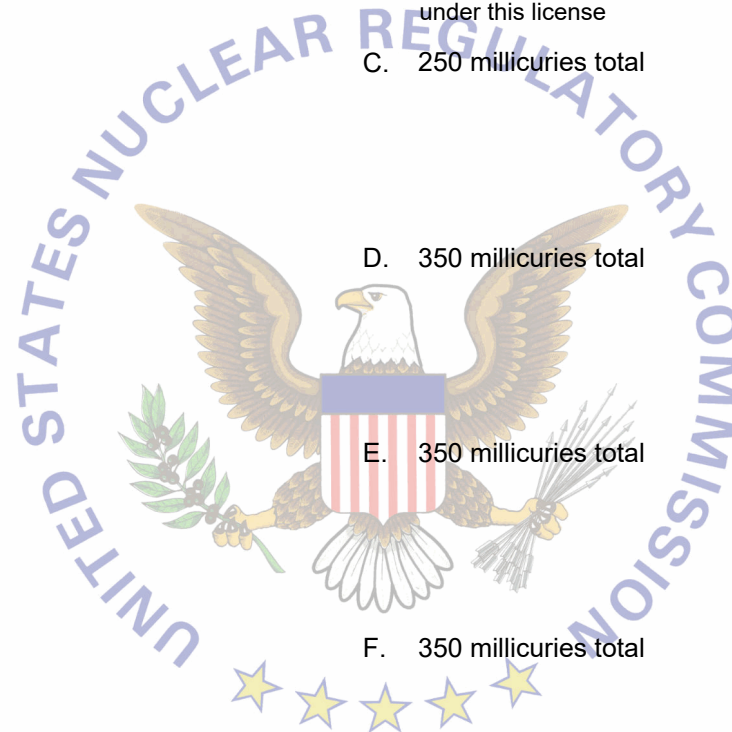 under this license
C. 250 millicuries total
D. 350 millicuries total
E. 350 millicuries total
F. 350 millicuries total
UNITED STATES NUCLEAR REGULATORY COMMISSION